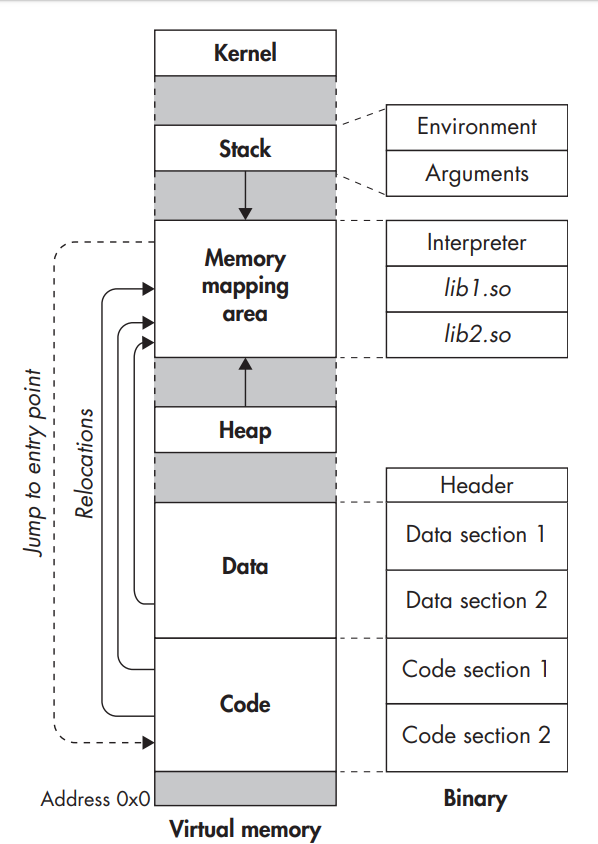 Kernel
Stack
Environment
Arguments
Memory
mapping
area
Interpreter
lib1.so
lib2.so
Jump to entry point
Relocations
Heap
Header
Data
Data section 1
Data section 2
Code
Code section 1
Code section 2
Address 0x0
Virtual memory
Binary